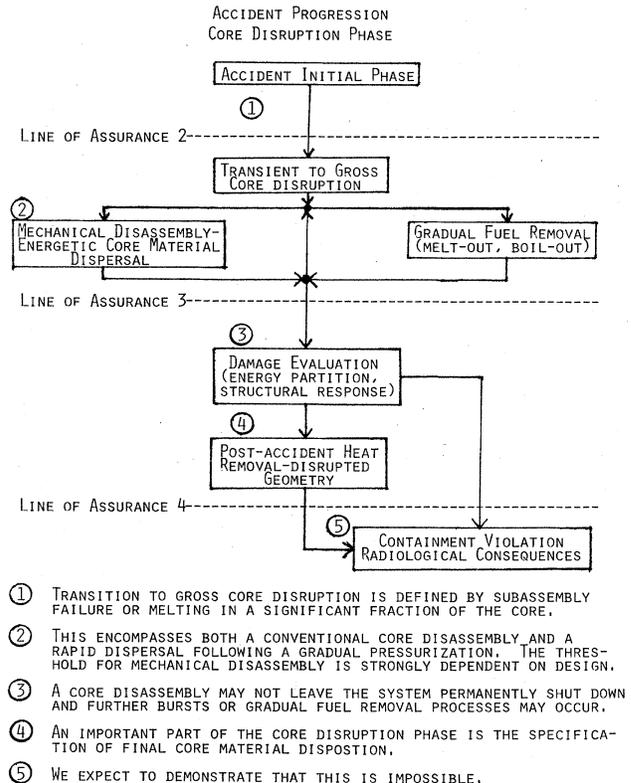 ACCIDENT PROGRESSION
CORE DISRUPTION PHASE
ACCIDENT INITIAL PHASE
①
LINE OF ASSURANCE 2
TRANSIENT TO GROSS
CORE DISRUPTION
②
MECHANICAL DISASSEMBLY-
ENERGETIC CORE MATERIAL
DISPERSAL
GRADUAL FUEL REMOVAL
(MELT-OUT, BOIL-OUT)
LINE OF ASSURANCE 3
③
DAMAGE EVALUATION
(ENERGY PARTITION,
STRUCTURAL RESPONSE)
④
POST-ACCIDENT HEAT
REMOVAL-DISRUPTED
GEOMETRY
LINE OF ASSURANCE 4
⑤
CONTAINMENT VIOLATION
RADIOLOGICAL CONSEQUENCES
① TRANSITION TO GROSS CORE DISRUPTION IS DEFINED BY SUBASSEMBLY
FAILURE OR MELTING IN A SIGNIFICANT FRACTION OF THE CORE.
② THIS ENCOMPASSES BOTH A CONVENTIONAL CORE DISASSEMBLY AND A
RAPID DISPERSAL FOLLOWING A GRADUAL PRESSURIZATION. THE THRES-
HOLD FOR MECHANICAL DISASSEMBLY IS STRONGLY DEPENDENT ON DESIGN.
③ A CORE DISASSEMBLY MAY NOT LEAVE THE SYSTEM PERMANENTLY SHUT DOWN
AND FURTHER BURSTS OR GRADUAL FUEL REMOVAL PROCESSES MAY OCCUR.
④ AN IMPORTANT PART OF THE CORE DISRUPTION PHASE IS THE SPECIFICA-
TION OF FINAL CORE MATERIAL DISPOSTION.
⑤ WE EXPECT TO DEMONSTRATE THAT THIS IS IMPOSSIBLE.